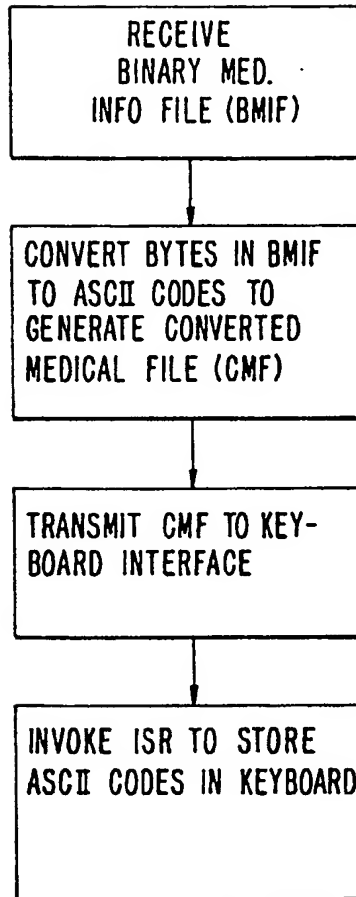 RECEIVE
BINARY MED.
INFO FILE (BMIF)
CONVERT BYTES IN BMIF
TO ASCII CODES TO
GENERATE CONVERTED
MEDICAL FILE (CMF)
TRANSMIT CMF TO KEY-
BOARD INTERFACE
INVOKE ISR TO STORE
ASCII CODES IN KEYBOARD